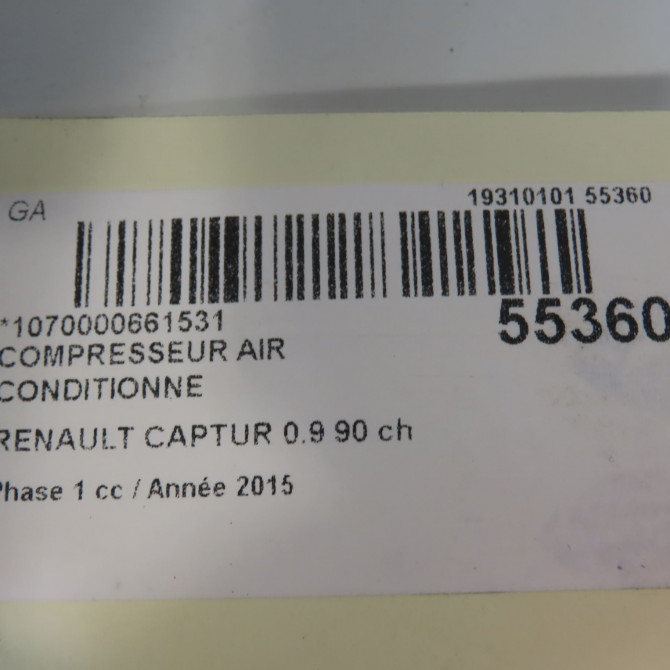 GA
19310101 55360
*1070000661531
55360
COMPRESSEUR AIR
CONDITIONNE
RENAULT CAPTUR 0.9 90 ch
Phase 1 cc / Année 2015